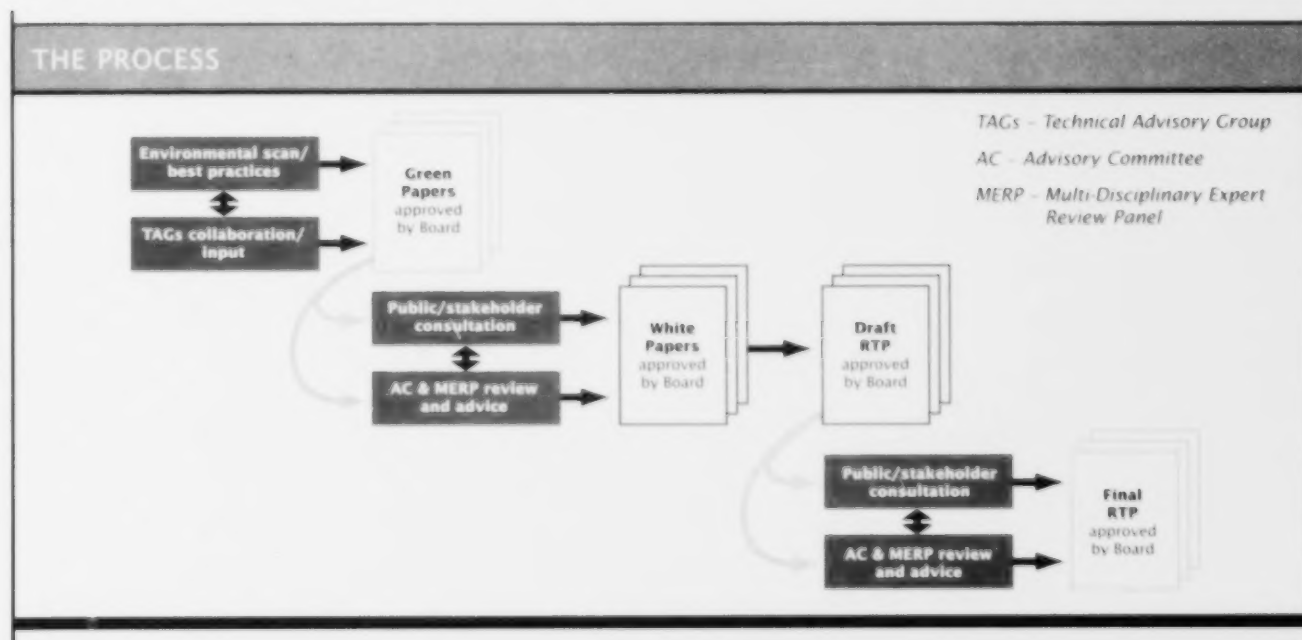 THE PROCESS
TAGs – Technical Advisory Group
AC – Advisory Committee
MERP – Multi-Disciplinary Expert
Review Panel
Environmental scan/
best practices
TAGs collaboration/
input
Green
Papers
approved
by Board
Public/stakeholder
consultation
AC & MERP review
and advice
White
Papers
approved
by Board
Draft
RTP
approved
by Board
Public/stakeholder
consultation
AC & MERP review
and advice
Final
RTP
approved
by Board